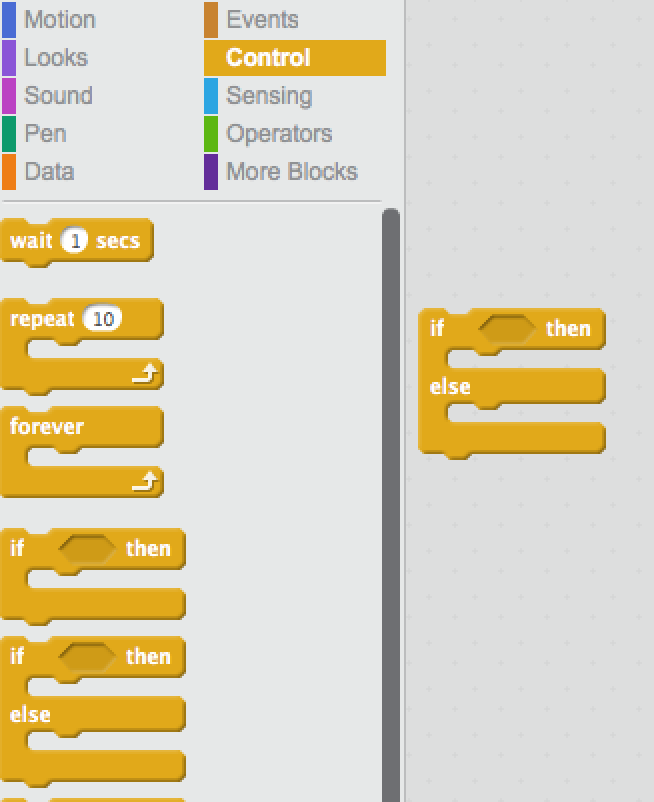 Motion
Looks
Sound
Pen
Data
Events
Control
Sensing
Operators
More Blocks
wait 1 secs
repeat 10
forever
if then
if then
else
if then
else